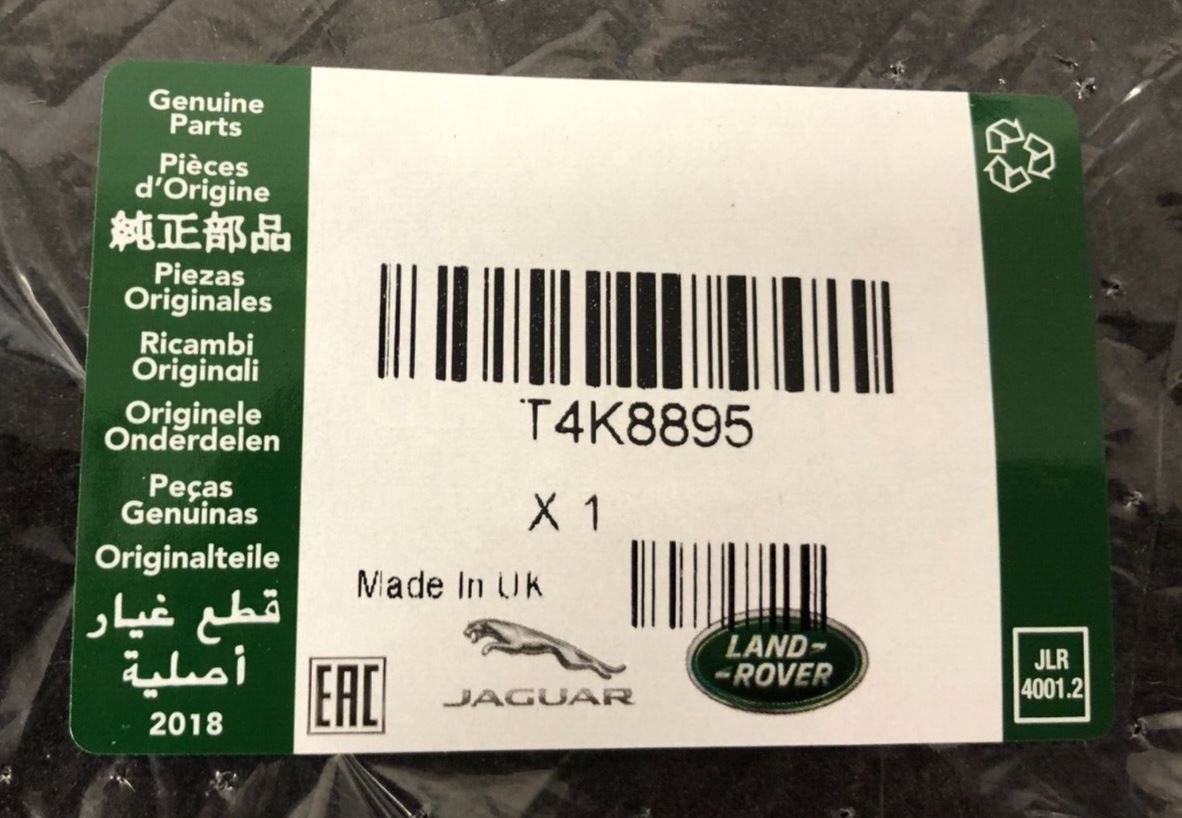 Genuine
Parts
Pièces
d'Origine
純正部品
Piezas
Originales
Ricambi
Originali
Originele
Onderdelen
Peças
Genuinas
Originalteile
قطع غيار
أصلية
2018
T4K8895
X 1
Made In UK
EAC
JAGUAR
LAND-
-ROVER
JLR
4001.2